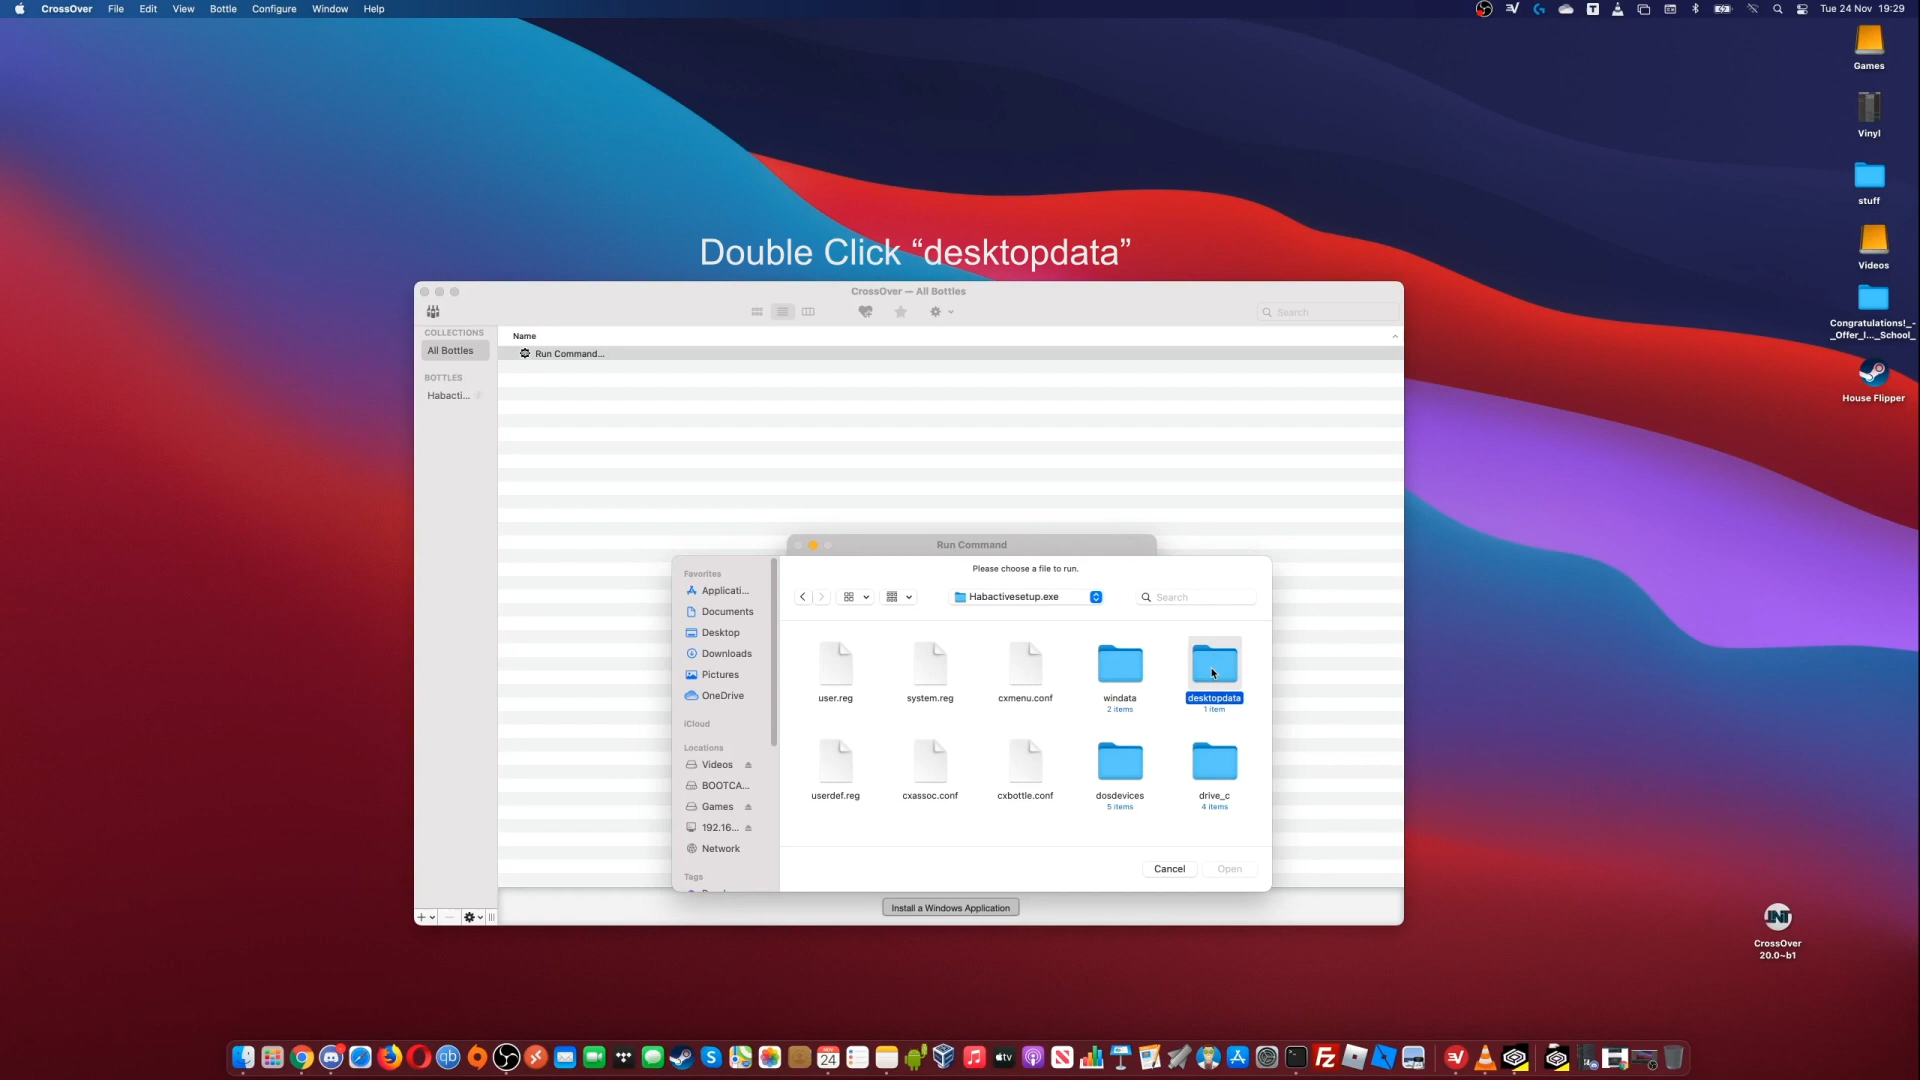 CrossOver File Edit View Bottle Configure Window Help
Tue 24 Nov 19:29
Games
Vinyl
stuff
Videos
Congratulations!_-
_Offer_I..._School_
House Flipper
Double Click “desktopdata”
CrossOver — All Bottles
Search
COLLECTIONS
All Bottles
BOTTLES
Habacti...
Name
Run Command...
Run Command
Please choose a file to run.
Habactivesetup.exe
Search
Favorites
Applicati...
Documents
Desktop
Downloads
Pictures
OneDrive
iCloud
Locations
Videos
BOOTCA...
Games
192.16...
Network
Tags
user.reg
system.reg
cxmenu.conf
windata
2 items
desktopdata
1 item
userdef.reg
cxassoc.conf
cxbottle.conf
dosdevices
5 items
drive_c
4 items
Cancel
Open
Install a Windows Application
CrossOver
20.0~b1
NOV
24
tv